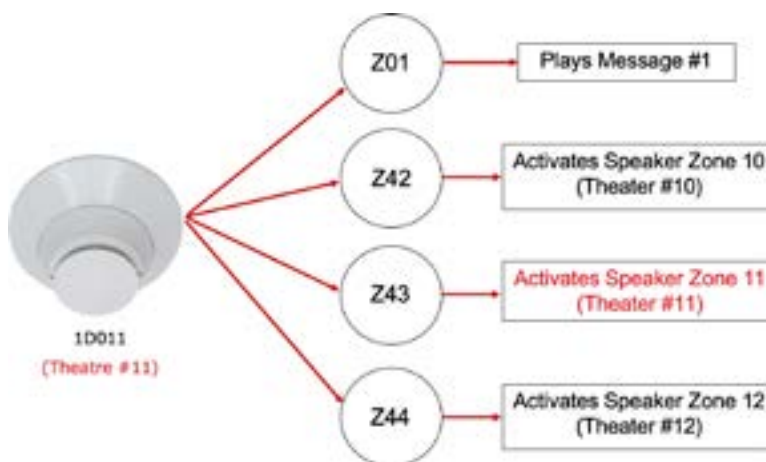 Z01
Plays Message #1
Z42
Activates Speaker Zone 10
(Theater #10)
Z43
Activates Speaker Zone 11
(Theater #11)
1D011
(Theatre #11)
Z44
Activates Speaker Zone 12
(Theater #12)